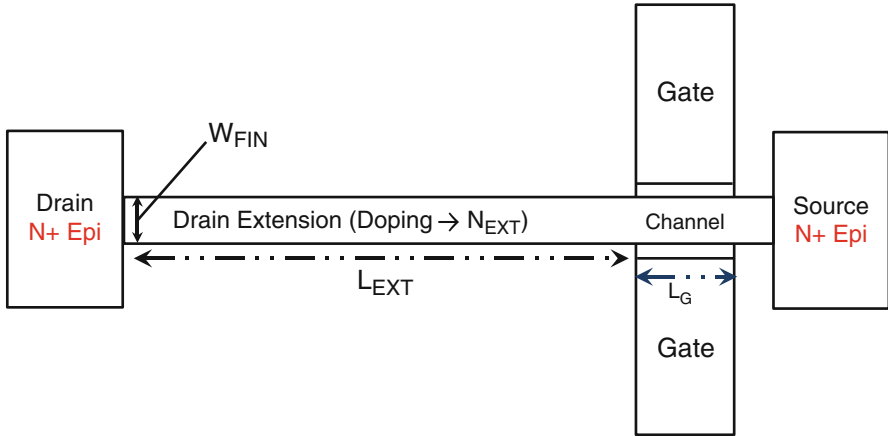 Gate
W_FIN
Drain
N+ Epi
Drain Extension (Doping → N_EXT)
Channel
Source
N+ Epi
L_EXT
L_G
Gate